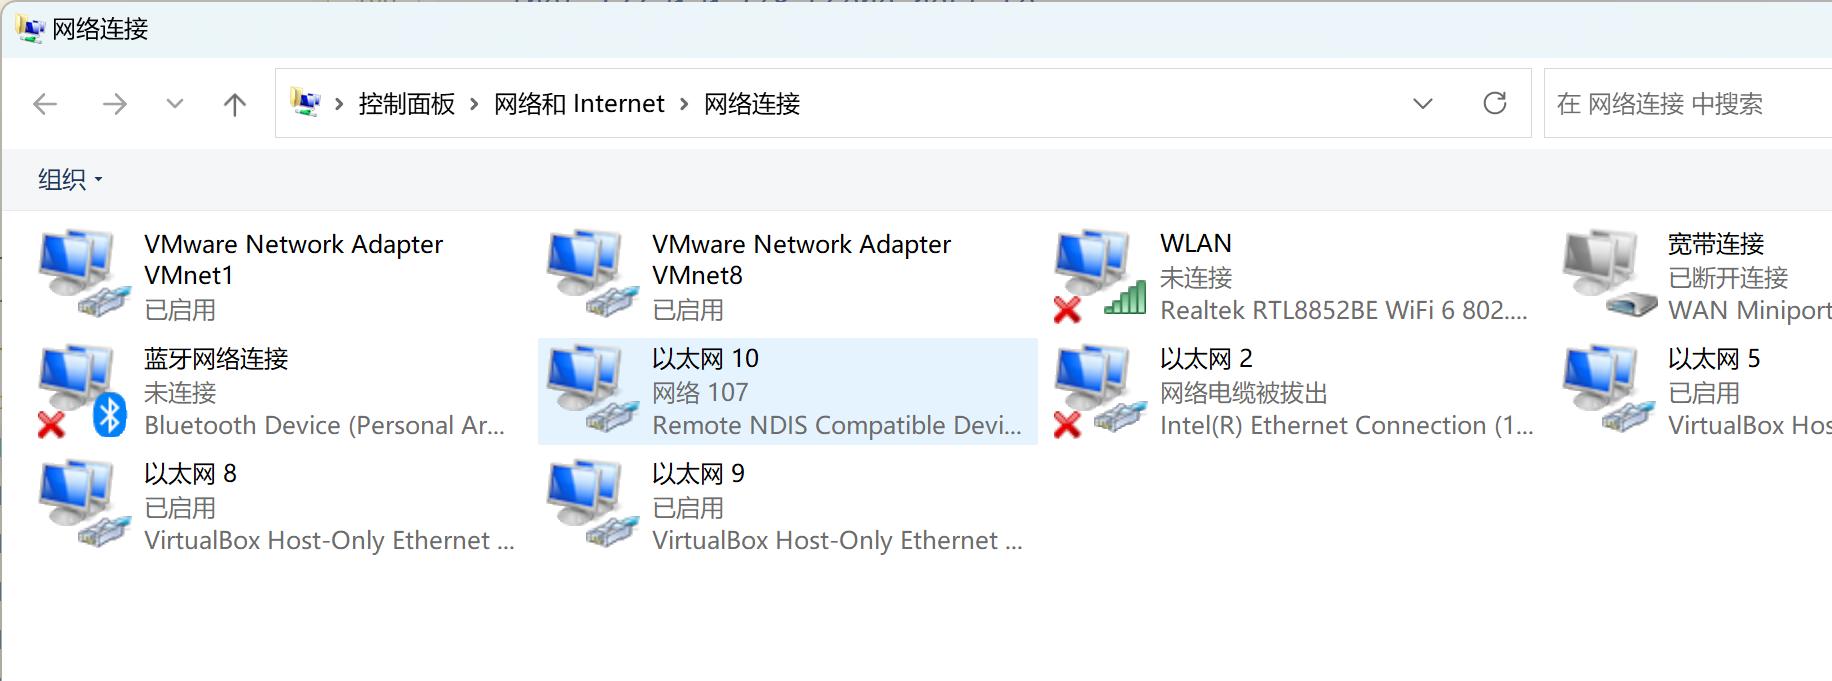 网络连接
控制面板 > 网络和 Internet > 网络连接
在 网络连接 中搜索
组织
VMware Network Adapter
VMnet1
已启用
VMware Network Adapter
VMnet8
已启用
WLAN
未连接
Realtek RTL8852BE WiFi 6 802....
宽带连接
已断开连接
WAN Miniport
蓝牙网络连接
未连接
Bluetooth Device (Personal Ar...
以太网 10
网络 107
Remote NDIS Compatible Devi...
以太网 2
网络电缆被拔出
Intel(R) Ethernet Connection (1...
以太网 5
已启用
VirtualBox Hos
以太网 8
已启用
VirtualBox Host-Only Ethernet ...
以太网 9
已启用
VirtualBox Host-Only Ethernet ...